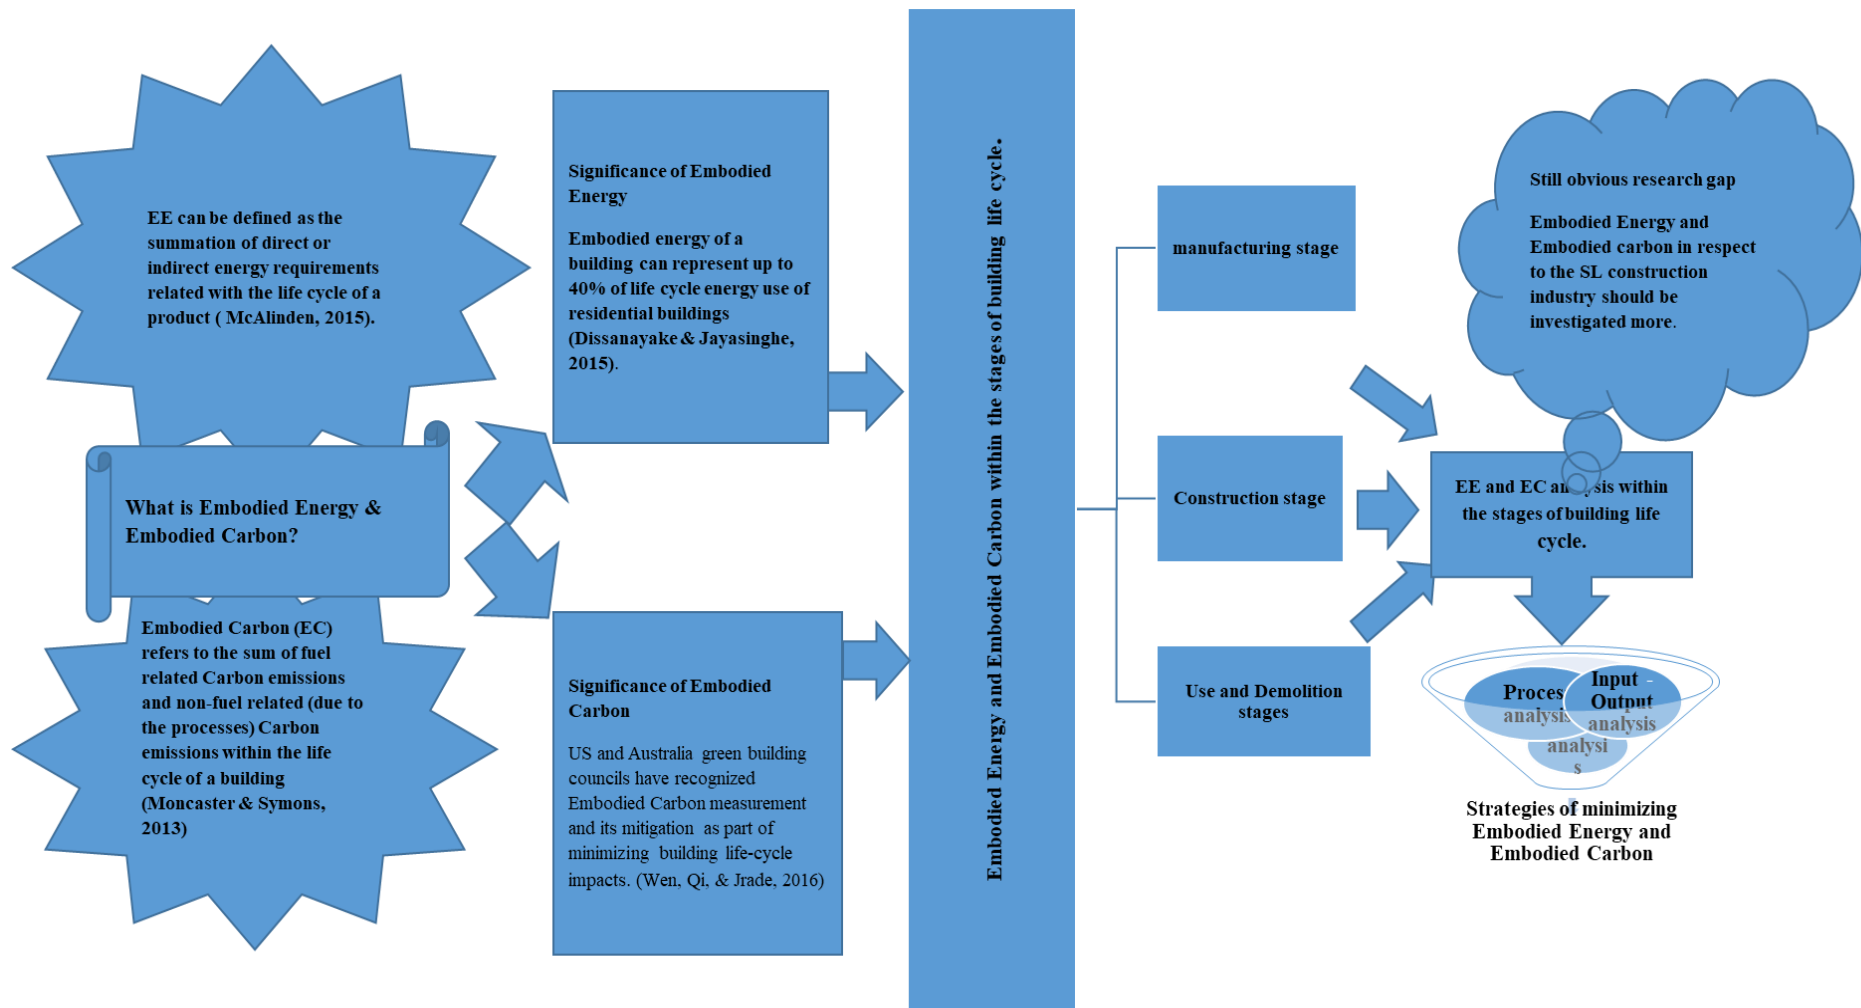 EE can be defined as the
summation of direct or
indirect energy requirements
related with the life cycle of a
product ( McAlinden, 2015).
What is Embodied Energy &
Embodied Carbon?
Embodied Carbon (EC)
refers to the sum of fuel
related Carbon emissions
and non-fuel related (due to
the processes) Carbon
emissions within the life
cycle of a building
(Moncaster & Symons,
2013)
Significance of Embodied
Energy
Embodied energy of a
building can represent up to
40% of life cycle energy use of
residential buildings
(Dissanayake & Jayasinghe,
2015).
Significance of Embodied
Carbon
US and Australia green building
councils have recognized
Embodied Carbon measurement
and its mitigation as part of
minimizing building life-cycle
impacts. (Wen, Qi, & Jrade, 2016)
Embodied Energy and Embodied Carbon within the stages of building life cycle.
manufacturing stage
Construction stage
Use and Demolition
stages
Still obvious research gap
Embodied Energy and
Embodied carbon in respect
to the SL construction
industry should be
investigated more.
EE and EC analysis within
the stages of building life
cycle.
Proces
analysis
Input -
Output
analysis
analysi
s
Strategies of minimizing
Embodied Energy and
Embodied Carbon